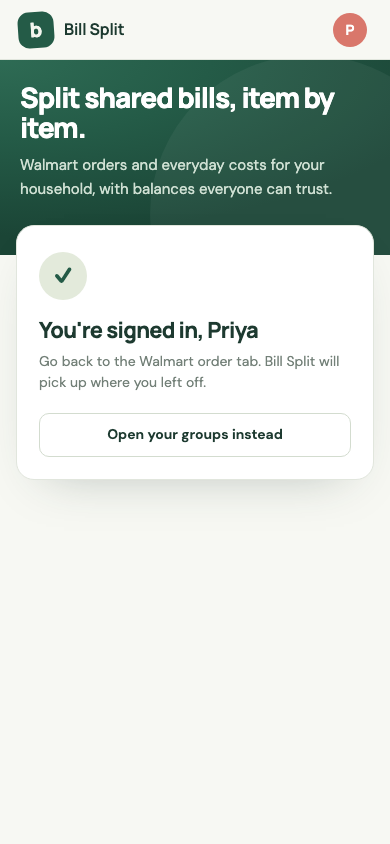 b
Bill Split
P
Split shared bills, item by
item.
Walmart orders and everyday costs for your
household, with balances everyone can trust.
You're signed in, Priya
Go back to the Walmart order tab. Bill Split will
pick up where you left off.
Open your groups instead